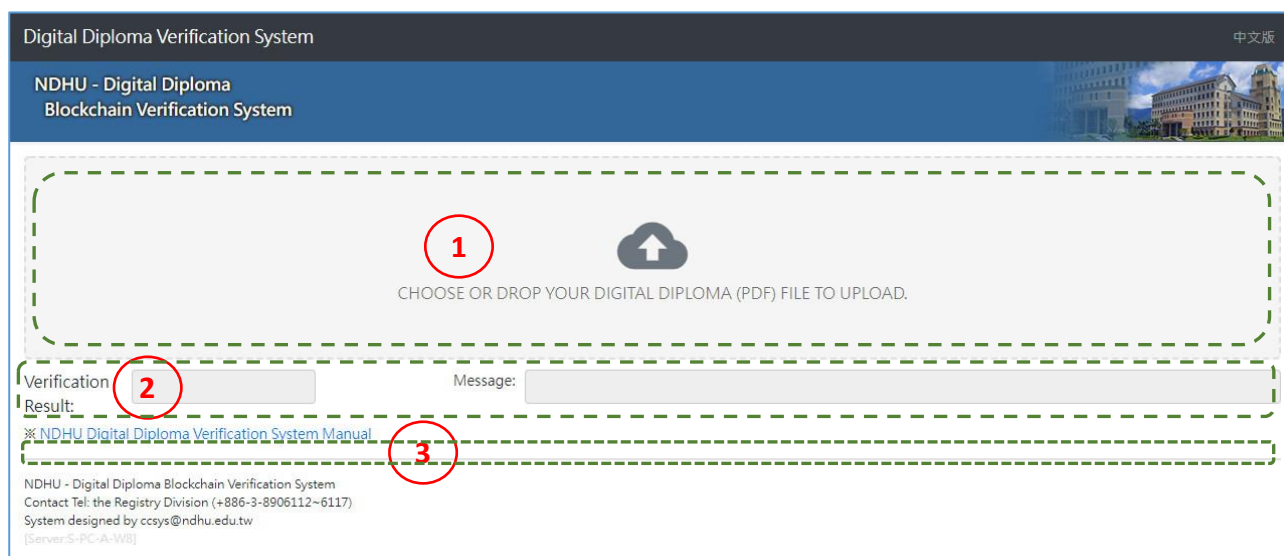 Digital Diploma Verification System
中文版
NDHU - Digital Diploma
Blockchain Verification System
1
CHOOSE OR DROP YOUR DIGITAL DIPLOMA (PDF) FILE TO UPLOAD.
Verification
Result:
2
Message:
※ NDHU Digital Diploma Verification System Manual
3
NDHU - Digital Diploma Blockchain Verification System
Contact Tel: the Registry Division (+886-3-8906112~6117)
System designed by ccsys@ndhu.edu.tw
[Server:S-PC-A-W8]